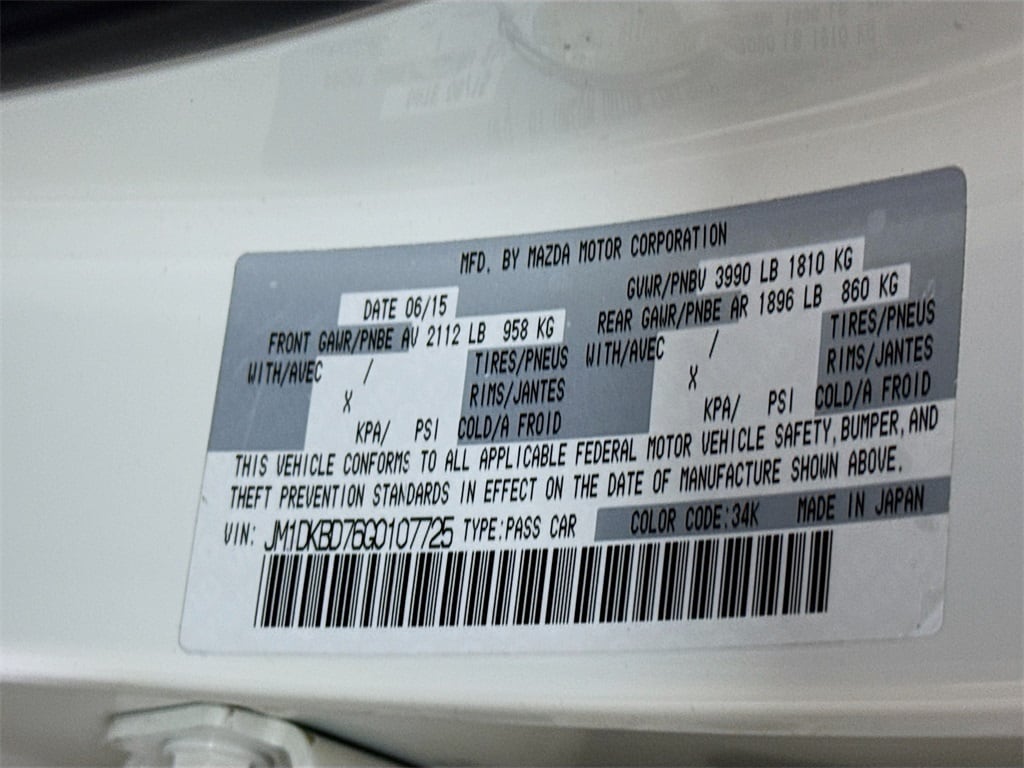 MFD. BY MAZDA MOTOR CORPORATION
DATE 06/15 GVWR/PNBV 3990 LB 1810 KG
FRONT GAWR/PNBE AV 2112 LB 958 KG REAR GAWR/PNBE AR 1896 LB 860 KG
WITH/AVEC / TIRES/PNEUS WITH/AVEC / TIRES/PNEUS
X RIMS/JANTES X RIMS/JANTES
KPA/ PSI COLD/A FROID KPA/ PSI COLD/A FROID
THIS VEHICLE CONFORMS TO ALL APPLICABLE FEDERAL MOTOR VEHICLE SAFETY, BUMPER, AND
THEFT PREVENTION STANDARDS IN EFFECT ON THE DATE OF MANUFACTURE SHOWN ABOVE.
VIN: JM1DKBD76G0107725 TYPE:PASS CAR COLOR CODE:34K MADE IN JAPAN